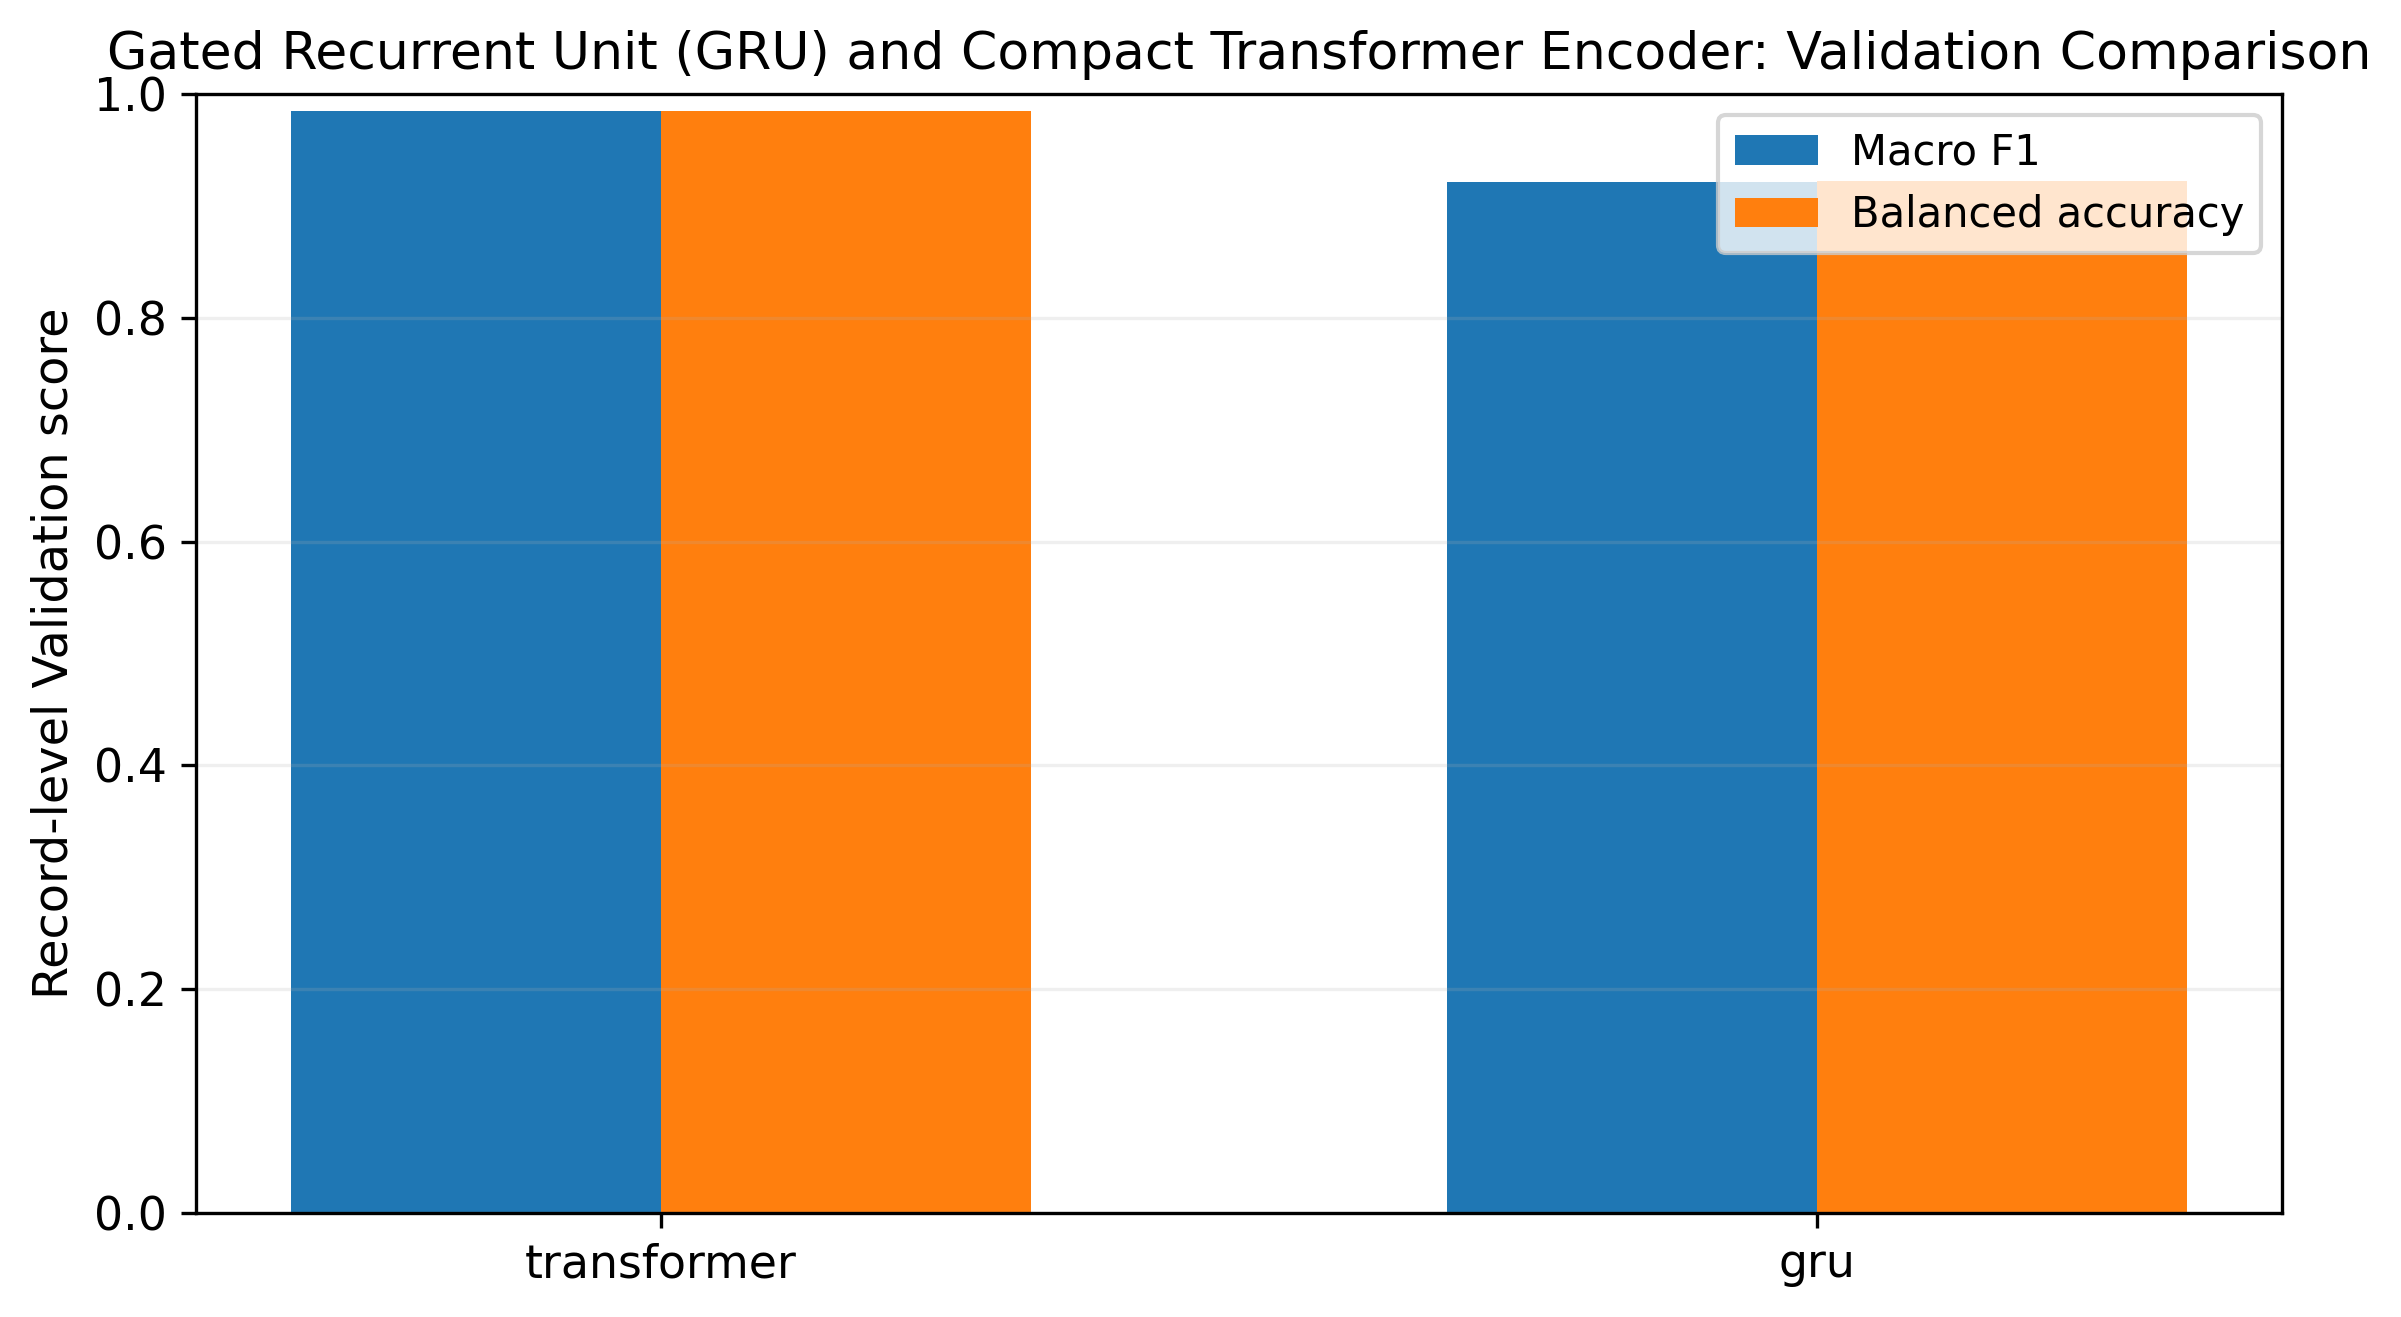 Gated Recurrent Unit (GRU) and Compact Transformer Encoder: Validation Comparison
1.0
0.8
0.6
0.4
0.2
0.0
Record-level Validation score
Macro F1
Balanced accuracy
transformer
gru